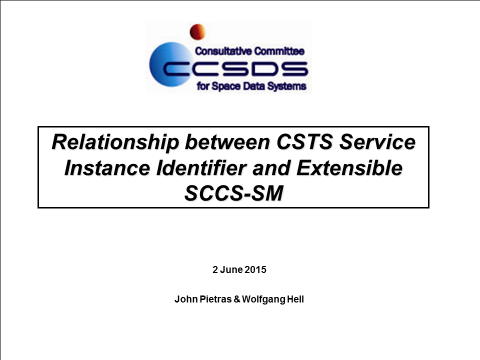 Consultative Committee
CCSDS
for Space Data Systems
Relationship between CSTS Service
Instance Identifier and Extensible
SCCS-SM
2 June 2015
John Pietras & Wolfgang Hell